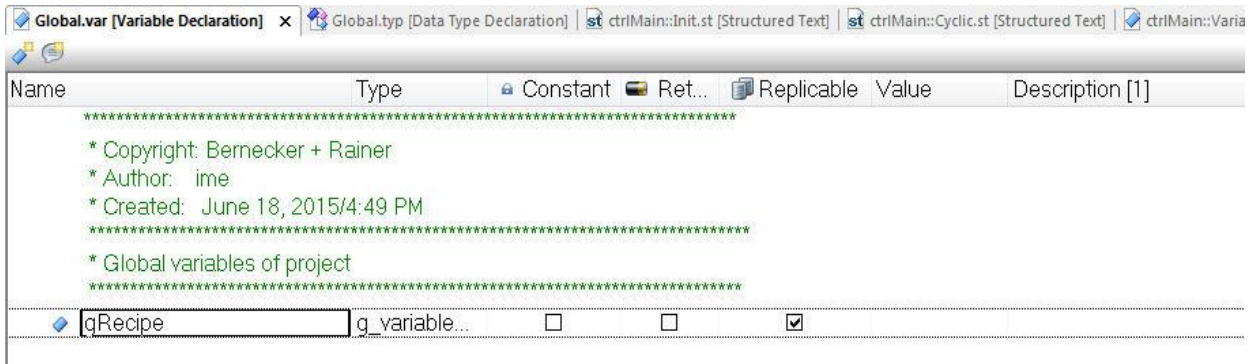 Global.var [Variable Declaration] x Global.typ [Data Type Declaration] st ctrlMain::Init.st [Structured Text] st ctrlMain::Cyclic.st [Structured Text] ctrlMain::Varia
Name Type Constant Ret... Replicable Value Description [1]
********************************************************************************
* Copyright: Bernecker + Rainer
* Author: ime
* Created: June 18, 2015/4:49 PM
********************************************************************************
* Global variables of project
********************************************************************************
gRecipe g_variable...